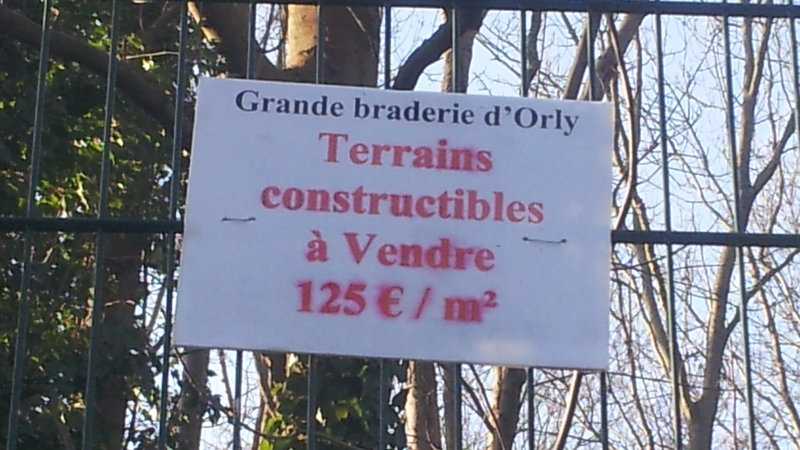 Grande braderie d'Orly
Terrains
constructibles
à Vendre
125 € / m²